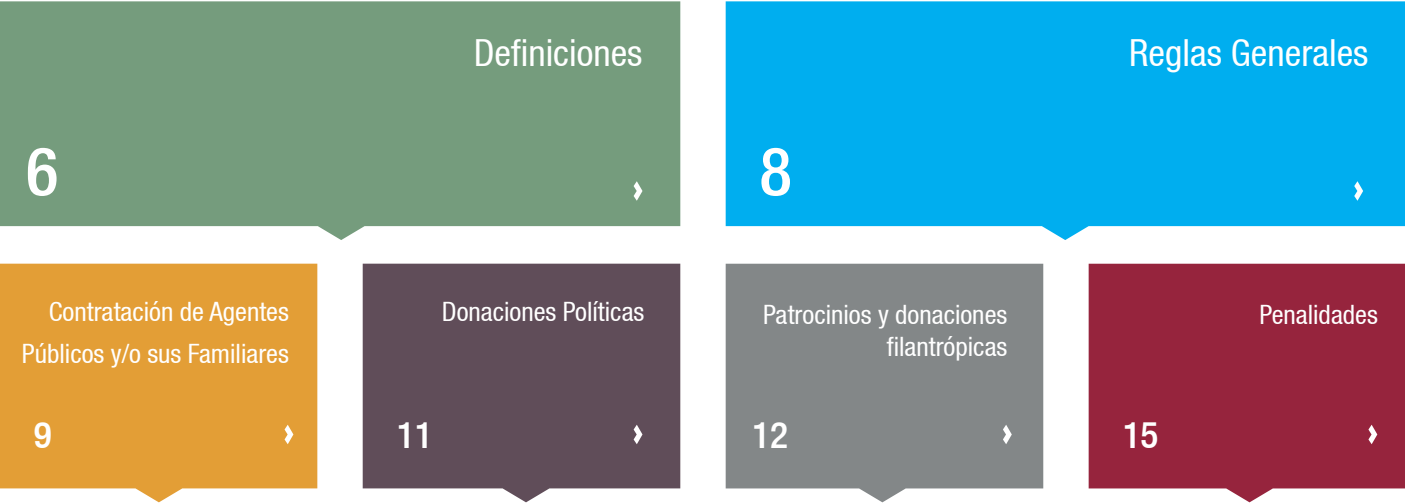 Definiciones
6
Reglas Generales
8
Contratación de Agentes
Públicos y/o sus Familiares
9
Donaciones Políticas
11
Patrocinios y donaciones
filantrópicas
12
Penalidades
15